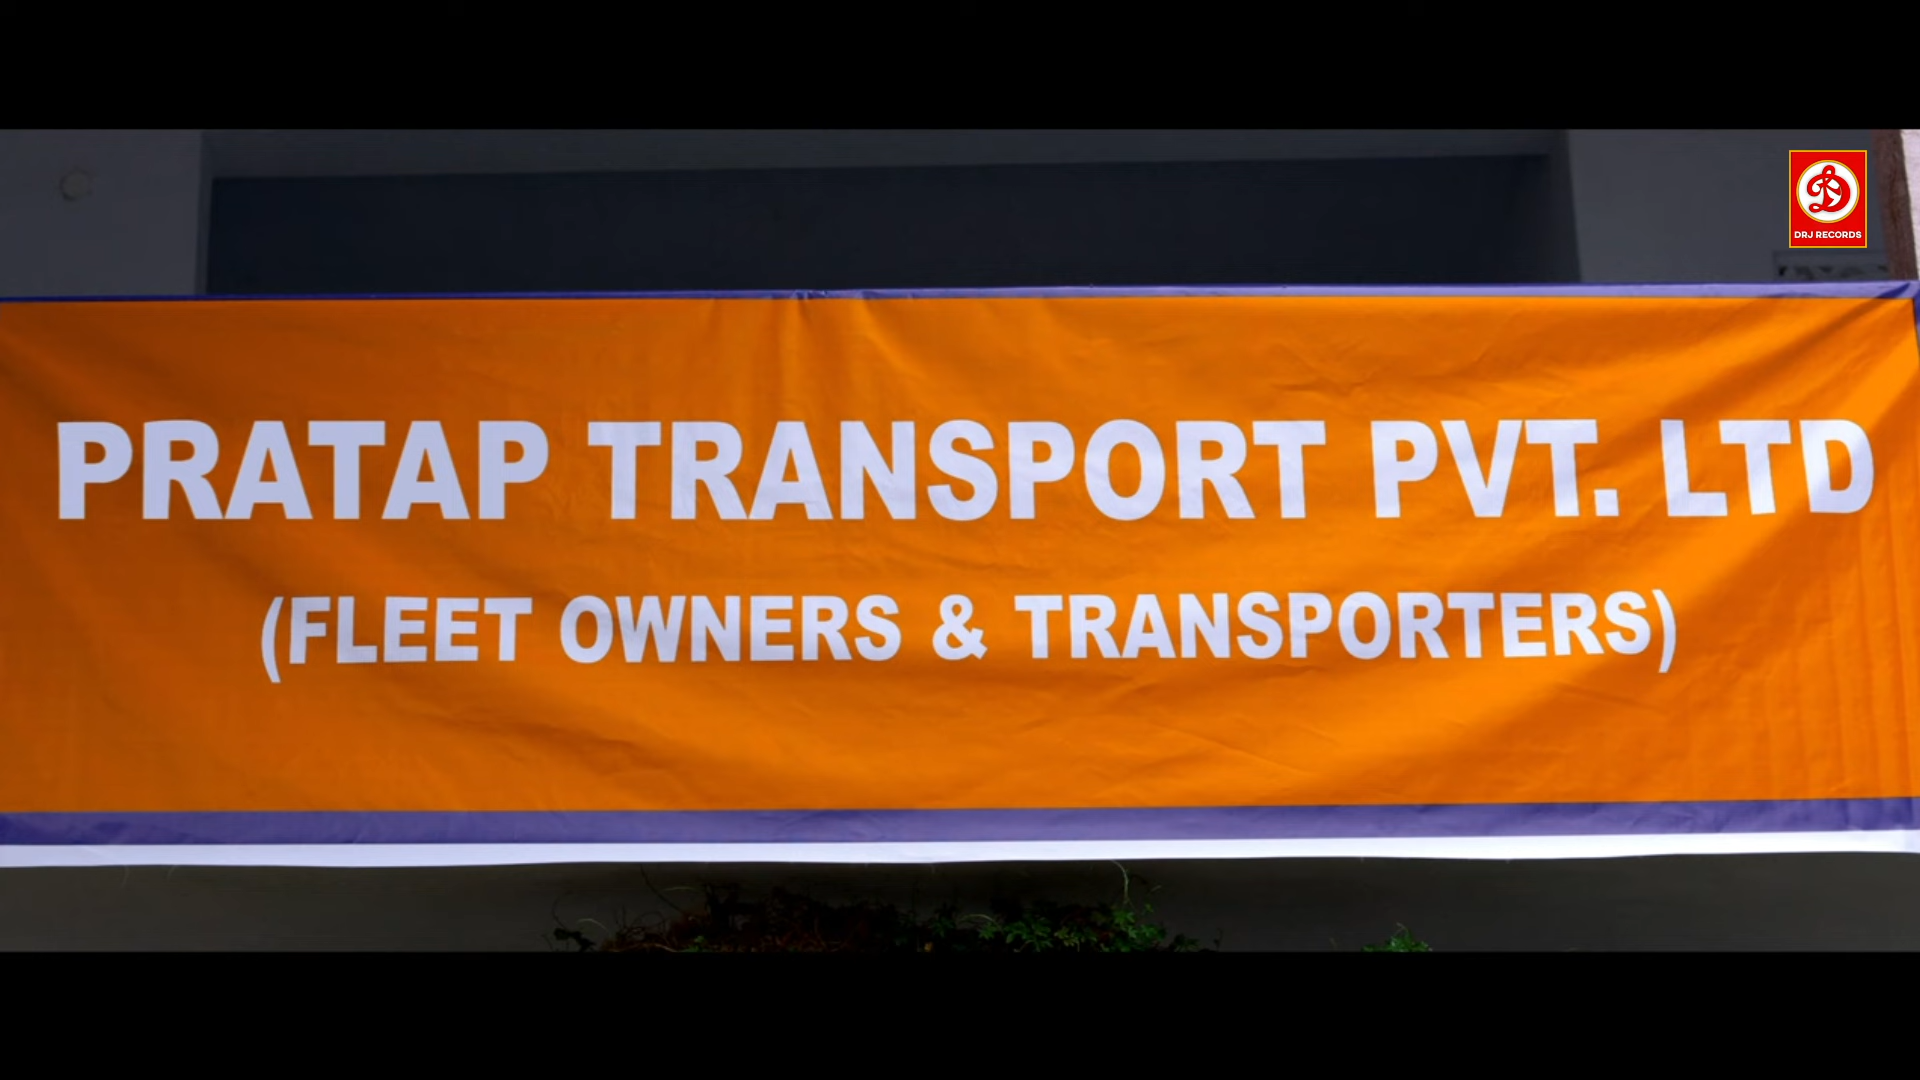 DRJ RECORDS
PRATAP TRANSPORT PVT. LTD
(FLEET OWNERS & TRANSPORTERS)